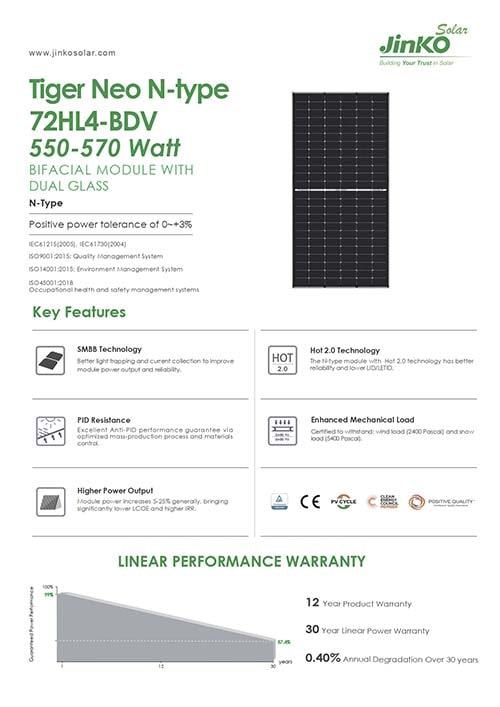 www.jinkosolar.com
Solar
JinKO
Building Your Trust in Solar
Tiger Neo N-type
72HL4-BDV
550-570 Watt
BIFACIAL MODULE WITH
DUAL GLASS
N-Type
Positive power tolerance of 0~+3%
IEC61215(2005), IEC61730(2004)
ISO9001:2015: Quality Management System
ISO14001:2015: Environment Management System
ISO45001:2018
Occupational health and safety management systems
Key Features
SMBB Technology
Better light trapping and current collection to improve
module power output and reliability.
HOT
2.0
Hot 2.0 Technology
The N-type module with Hot 2.0 technology has better
reliability and lower LID/LETID.
PID Resistance
Excellent Anti-PID performance guarantee via
optimized mass-production process and materials
control.
Enhanced Mechanical Load
Certified to withstand: wind load (2400 Pascal) and snow
load (5400 Pascal).
Higher Power Output
Module power increases 5-25% generally, bringing
significantly lower LCOE and higher IRR.
CE
PV CYCLE
CLEAN
ENERGY
COUNCIL
POSITIVE QUALITY
LINEAR PERFORMANCE WARRANTY
Guaranteed Power Performance
100%
99%
87.4%
1
12
30
years
12 Year Product Warranty
30 Year Linear Power Warranty
0.40% Annual Degradation Over 30 years